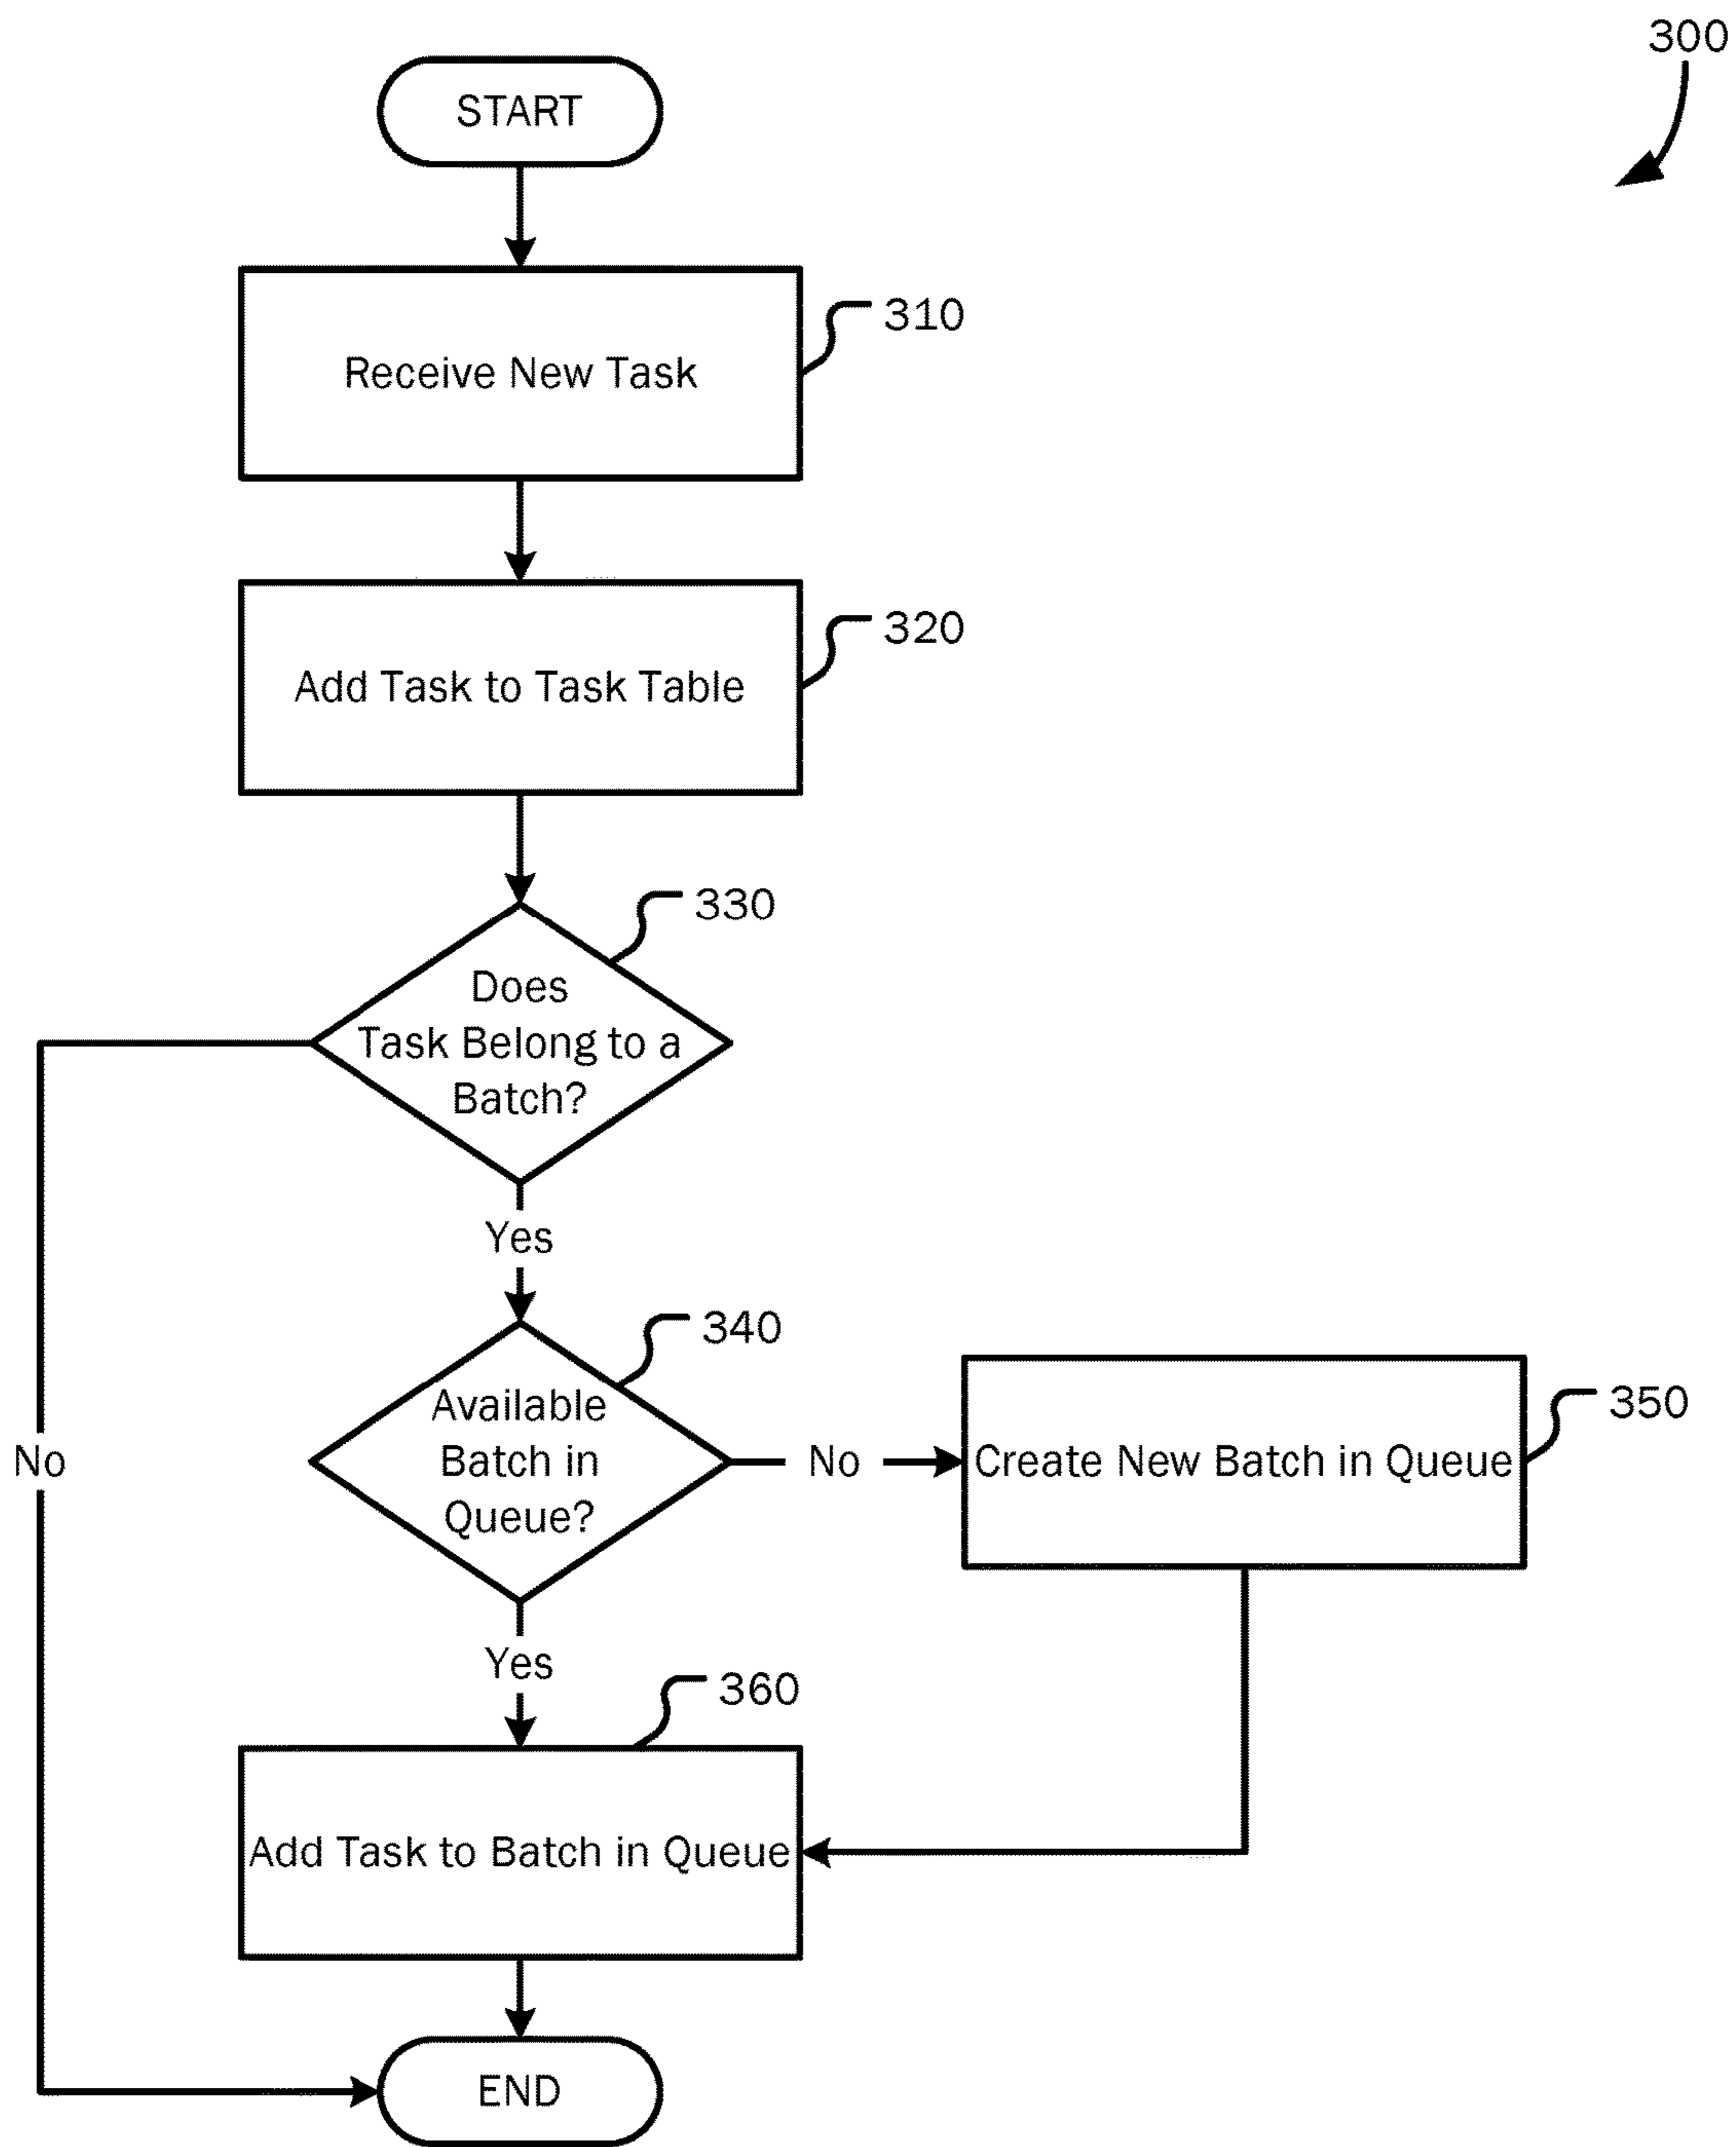 300
START
310
Receive New Task
320
Add Task to Task Table
330
Does
Task Belong to a
Batch?
Yes
340
Available
Batch in
Queue?
No
No
Create New Batch in Queue
350
Yes
360
Add Task to Batch in Queue
END